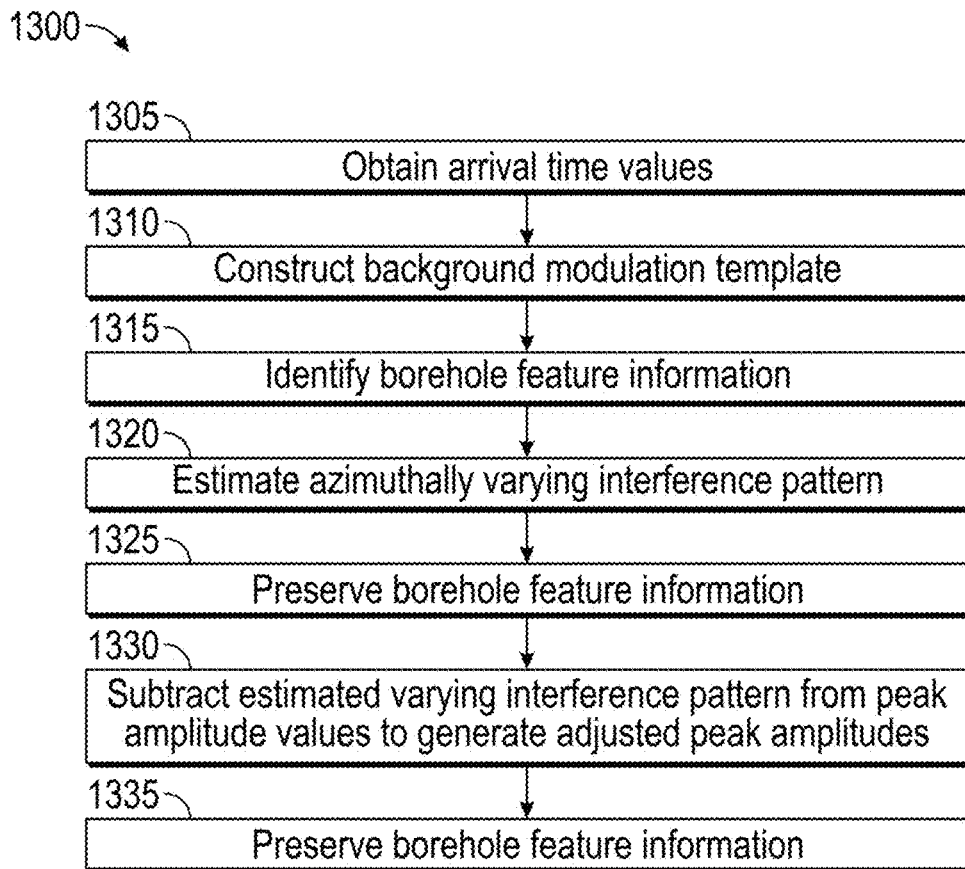 1300
1305
Obtain arrival time values
1310
Construct background modulation template
1315
Identify borehole feature information
1320
Estimate azimuthally varying interference pattern
1325
Preserve borehole feature information
1330
Subtract estimated varying interference pattern from peak
amplitude values to generate adjusted peak amplitudes
1335
Preserve borehole feature information